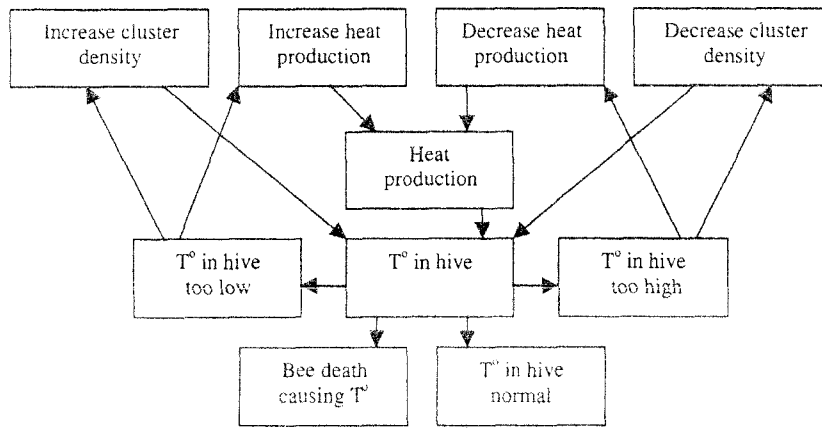 Increase cluster
density
Increase heat
production
Decrease heat
production
Decrease cluster
density
Heat
production
T° in hive
too low
T° in hive
T° in hive
too high
Bee death
causing T°
T° in hive
normal